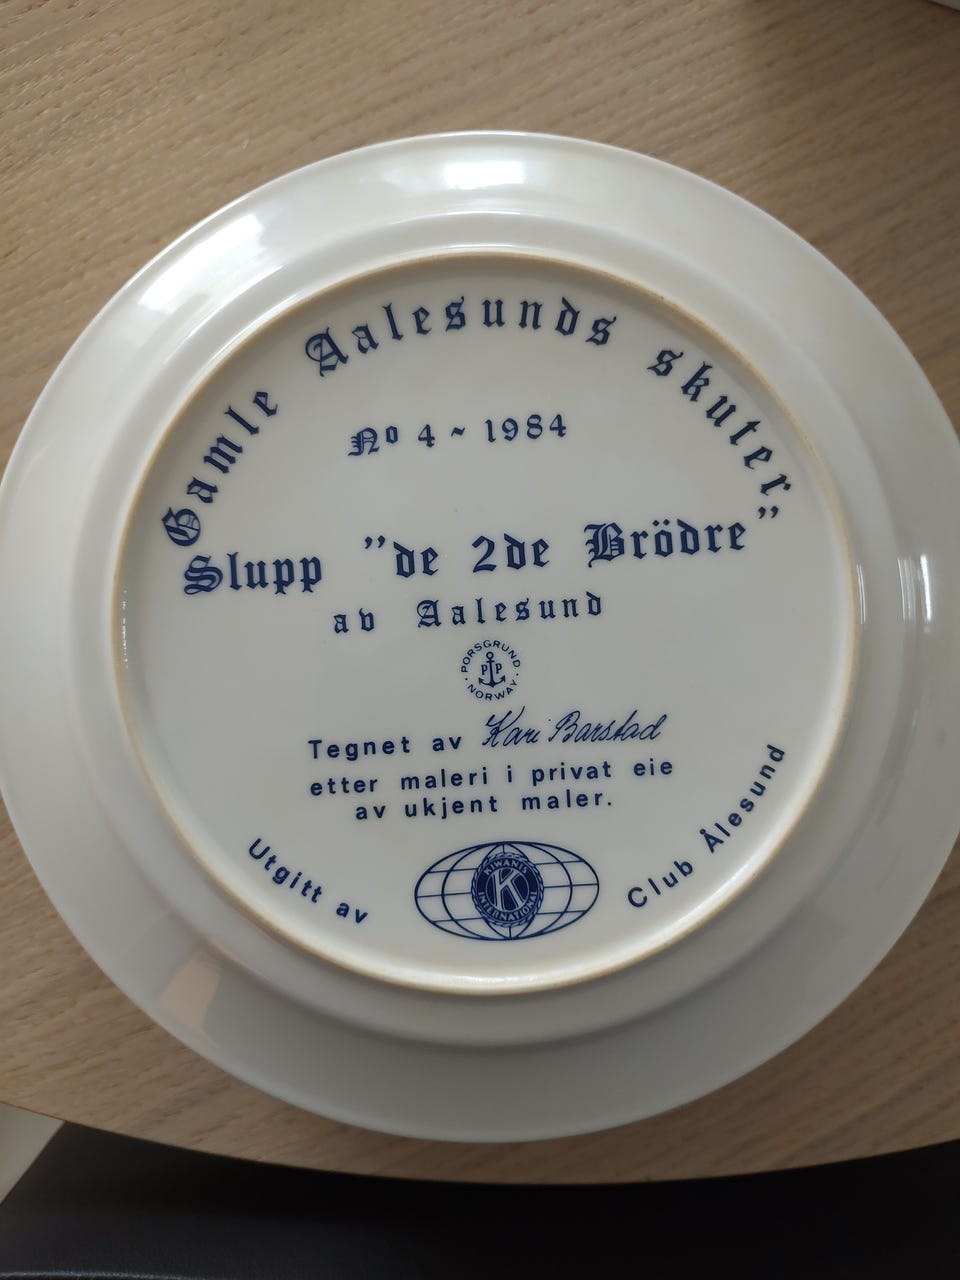 Gamle Aalesunds skuter,
No 4 ~ 1984
Slupp "de 2de Brödre"
av Aalesund
PORSGRUND
PP
NORWAY
Tegnet av Kari Barstad
etter maleri i privat eie
av ukjent maler.
Utgitt av
KIWANIS
K
INTERNATIONAL
Club Ålesund